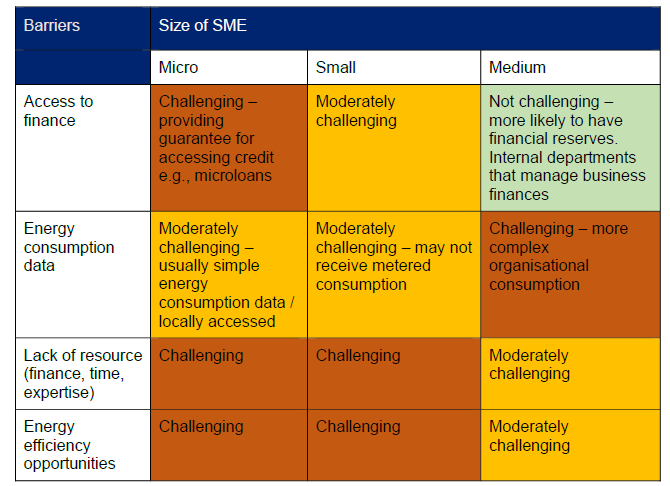 Barriers
Size of SME
Micro
Small
Medium
Access to
finance
Challenging –
providing
guarantee for
accessing credit
e.g., microloans
Moderately
challenging
Not challenging –
more likely to have
financial reserves.
Internal departments
that manage business
finances
Energy
consumption
data
Moderately
challenging –
usually simple
energy
consumption data /
locally accessed
Moderately
challenging – may not
receive metered
consumption
Challenging – more
complex
organisational
consumption
Lack of resource
(finance, time,
expertise)
Challenging
Challenging
Moderately
challenging
Energy
efficiency
opportunities
Challenging
Challenging
Moderately
challenging